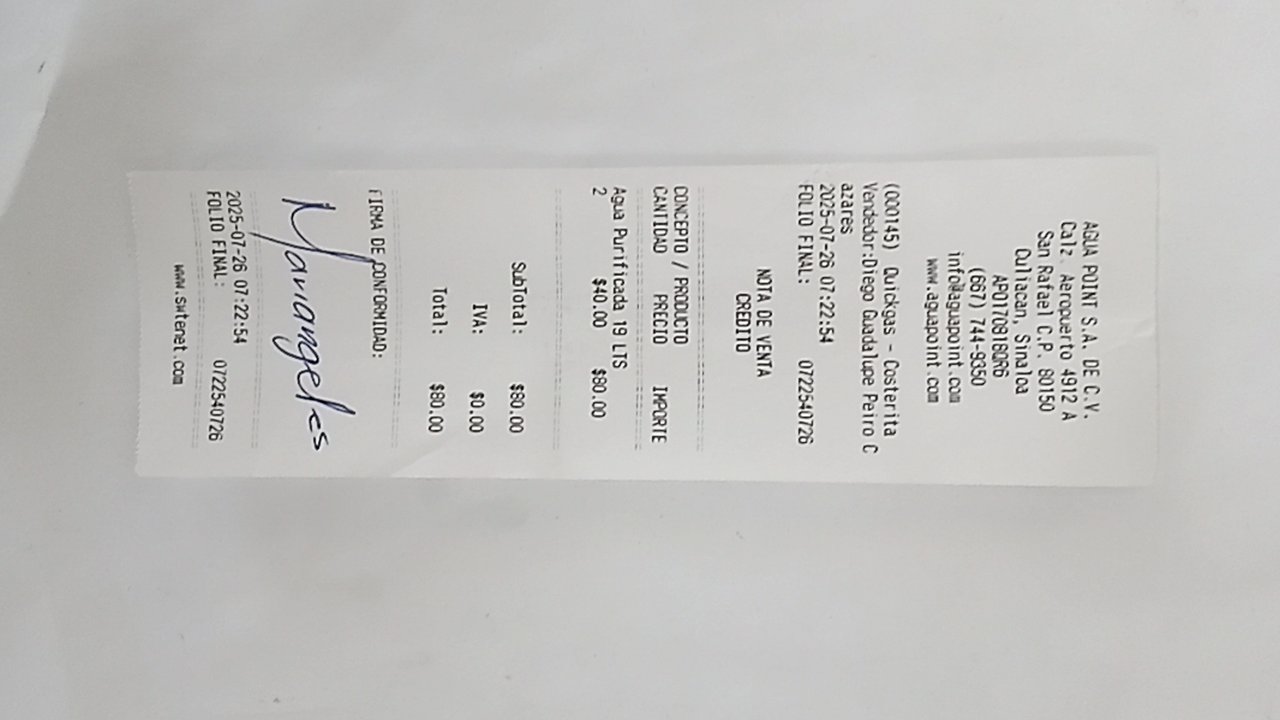 AGUA POINT S.A. DE C.V.
Calz. Aeropuerto 4912 A
San Rafael C.P. 80150
Culiacan, Sinaloa
APO170818QR6
(667) 744-9350
info@aguapoint.com
www.aguapoint.com
(000145) Quickgas - Costerita
Vendedor:Diego Guadalupe Peiro C
azares
2025-07-26 07:22:54
FOLIO FINAL: 0722540726
NOTA DE VENTA
CREDITO
CONCEPTO / PRODUCTO
CANTIDAD PRECIO IMPORTE
Agua Purificada 19 LTS
2 $40.00 $80.00
SubTotal: $80.00
IVA: $0.00
Total: $80.00
FIRMA DE CONFORMIDAD:
Mariangeles
2025-07-26 07:22:54
FOLIO FINAL: 0722540726
www.swtenet.com